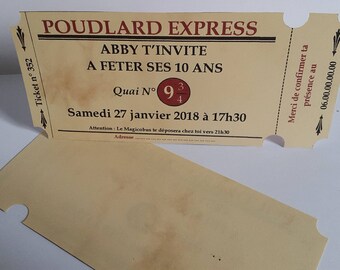 POUDLARD EXPRESS
ABBY T'INVITE
A FETER SES 10 ANS
Quai N° 9 3/4
Samedi 27 janvier 2018 à 17h30
Attention : Le Magicobus te déposera chez toi vers 21h30
Adresse
Ticket n° 352
Merci de confirmer ta
présence au
06.00.00.00.00